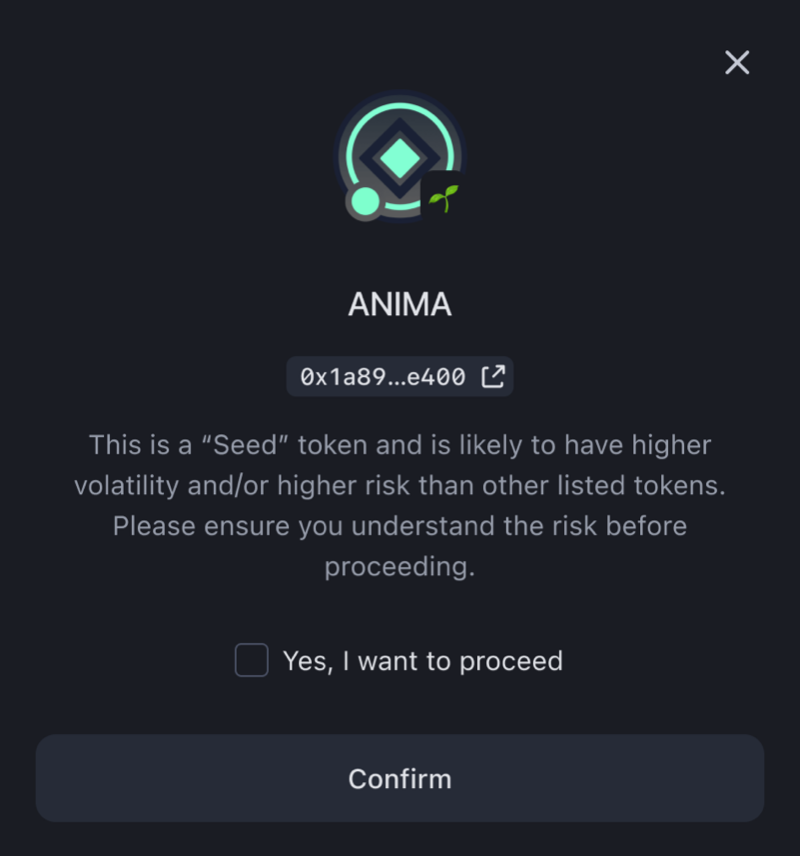 ANIMA
0x1a89...e400
This is a “Seed” token and is likely to have higher
volatility and/or higher risk than other listed tokens.
Please ensure you understand the risk before
proceeding.
Yes, I want to proceed
Confirm